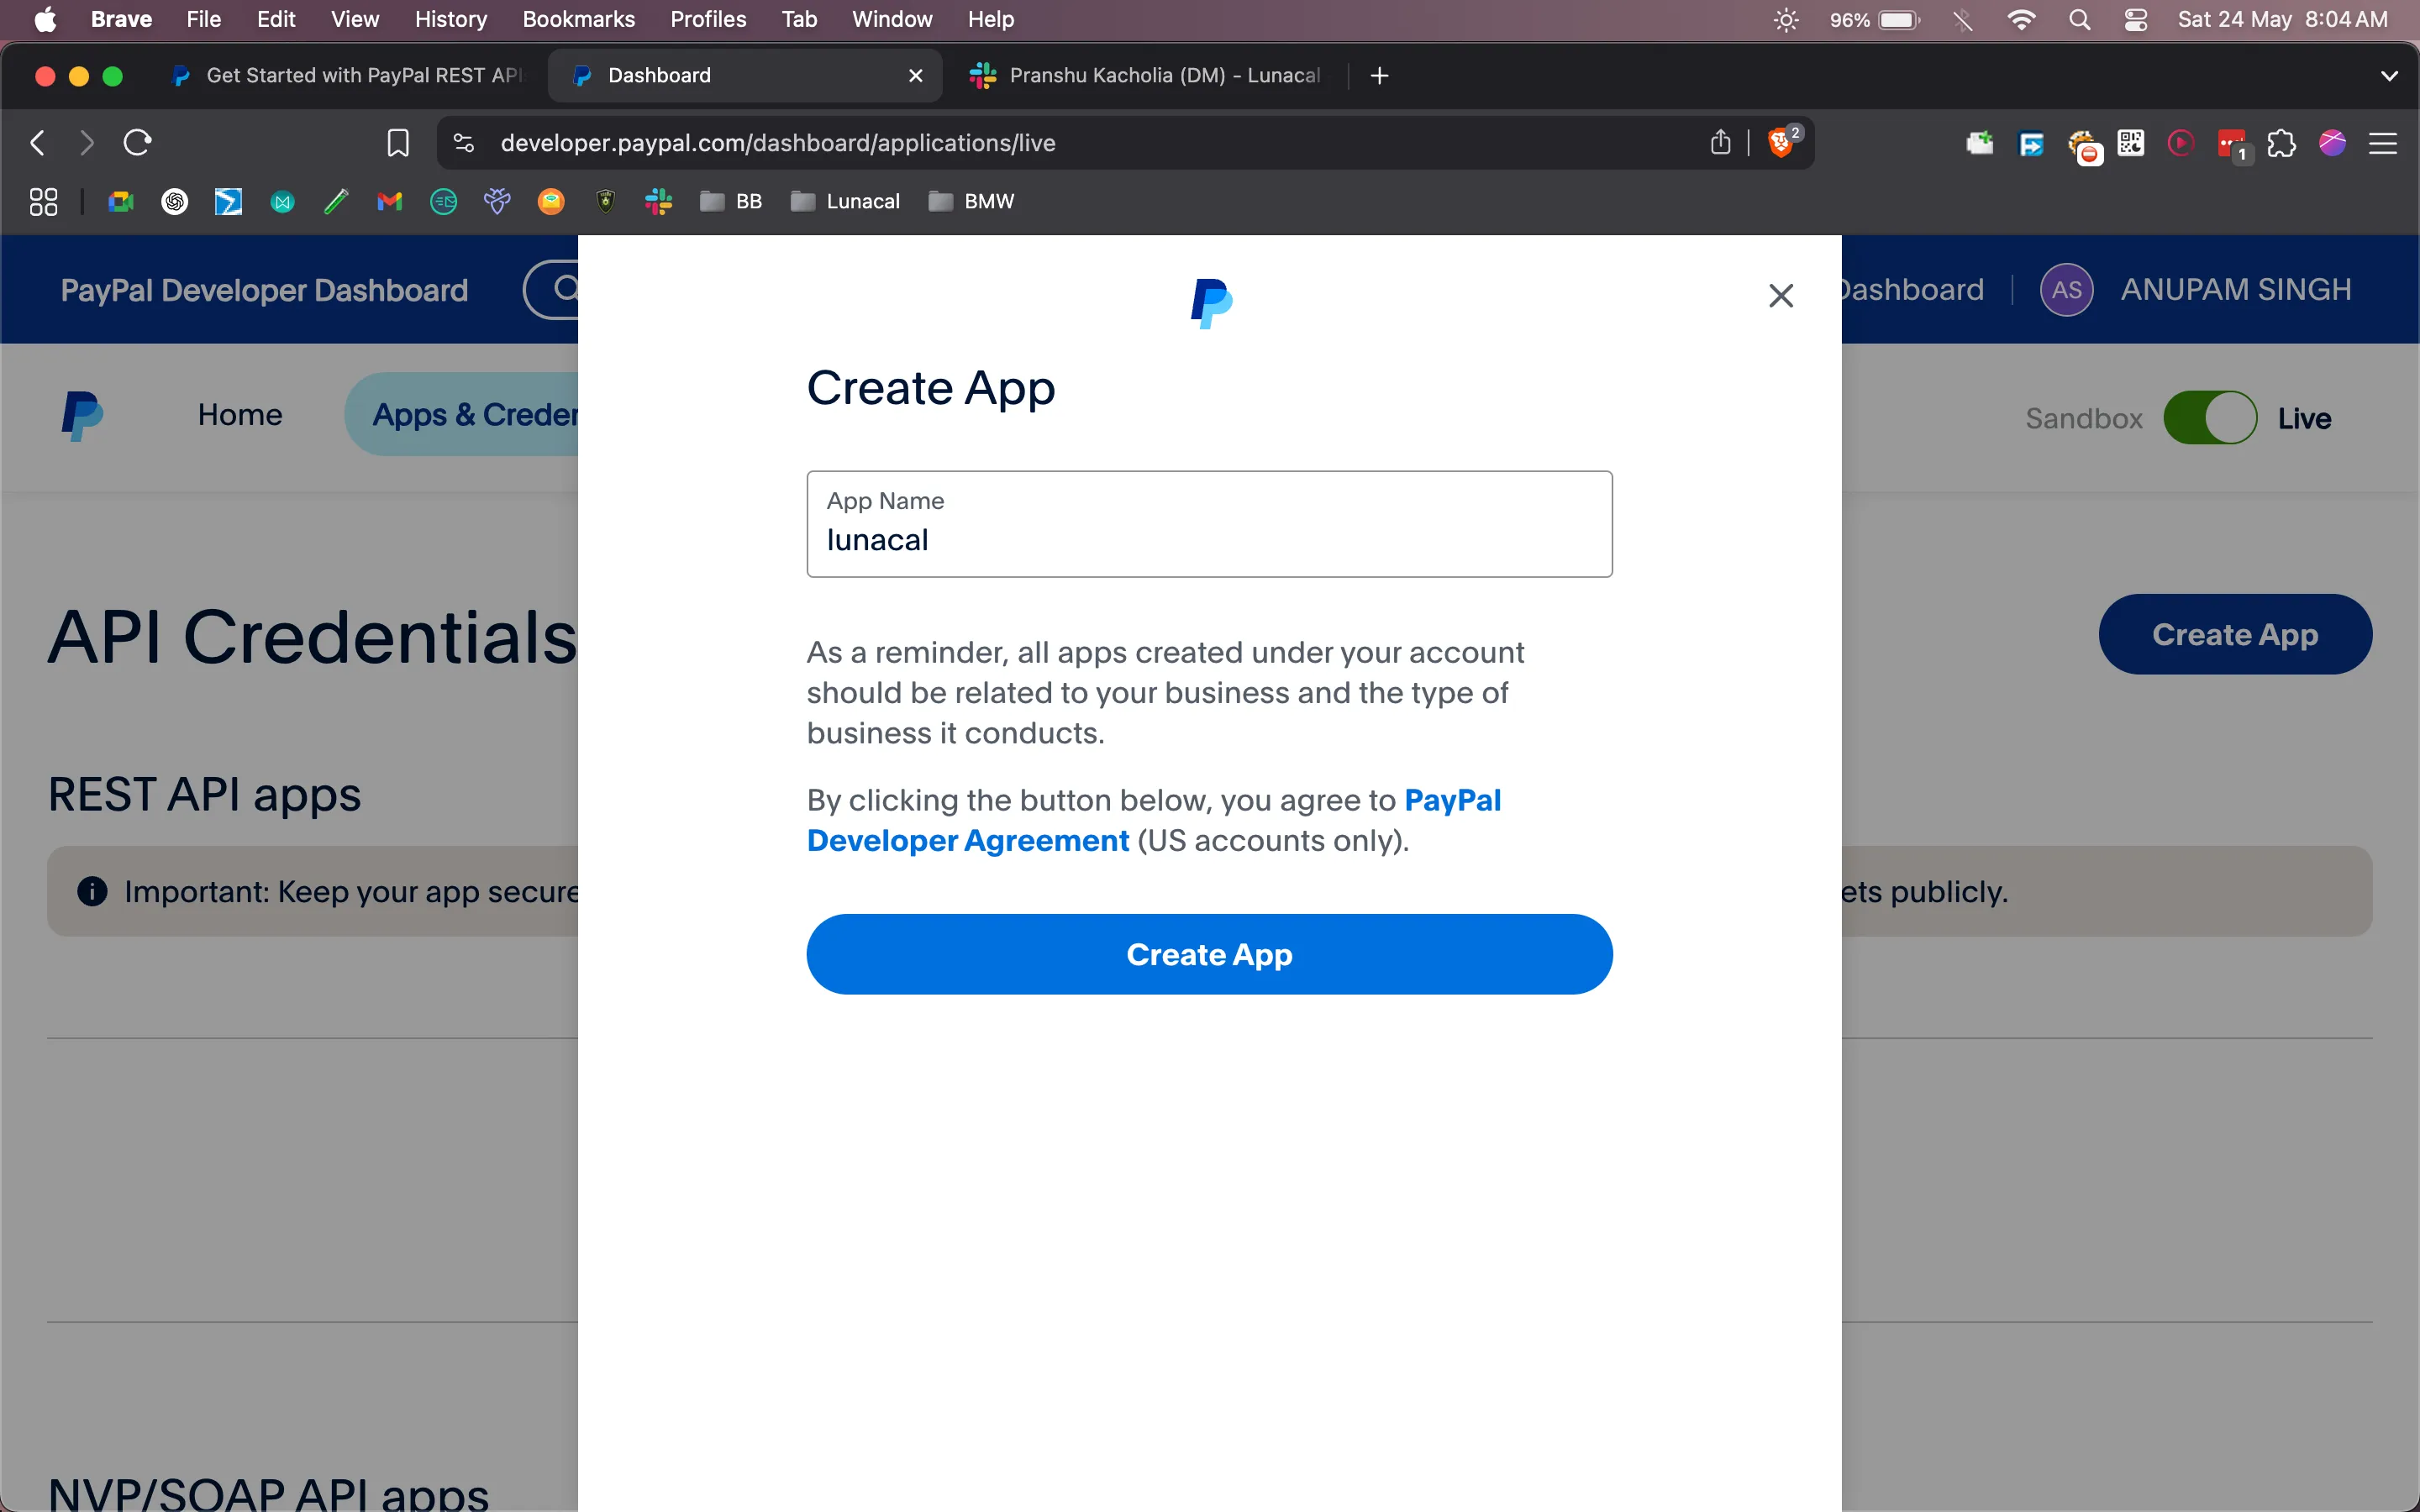 Brave File Edit View History Bookmarks Profiles Tab Window Help 96% Sat 24 May 8:04 AM
Get Started with PayPal REST API Dashboard Pranshu Kacholia (DM) - Lunacal
developer.paypal.com/dashboard/applications/live 2 1
BB Lunacal BMW
PayPal Developer Dashboard Dashboard AS ANUPAM SINGH
Create App
Home Apps & Creden Sandbox Live
App Name
lunacal
API Credentials Create App
As a reminder, all apps created under your account
should be related to your business and the type of
business it conducts.
REST API apps
By clicking the button below, you agree to PayPal
Developer Agreement (US accounts only).
Important: Keep your app secure ets publicly.
Create App
NVP/SOAP API apps